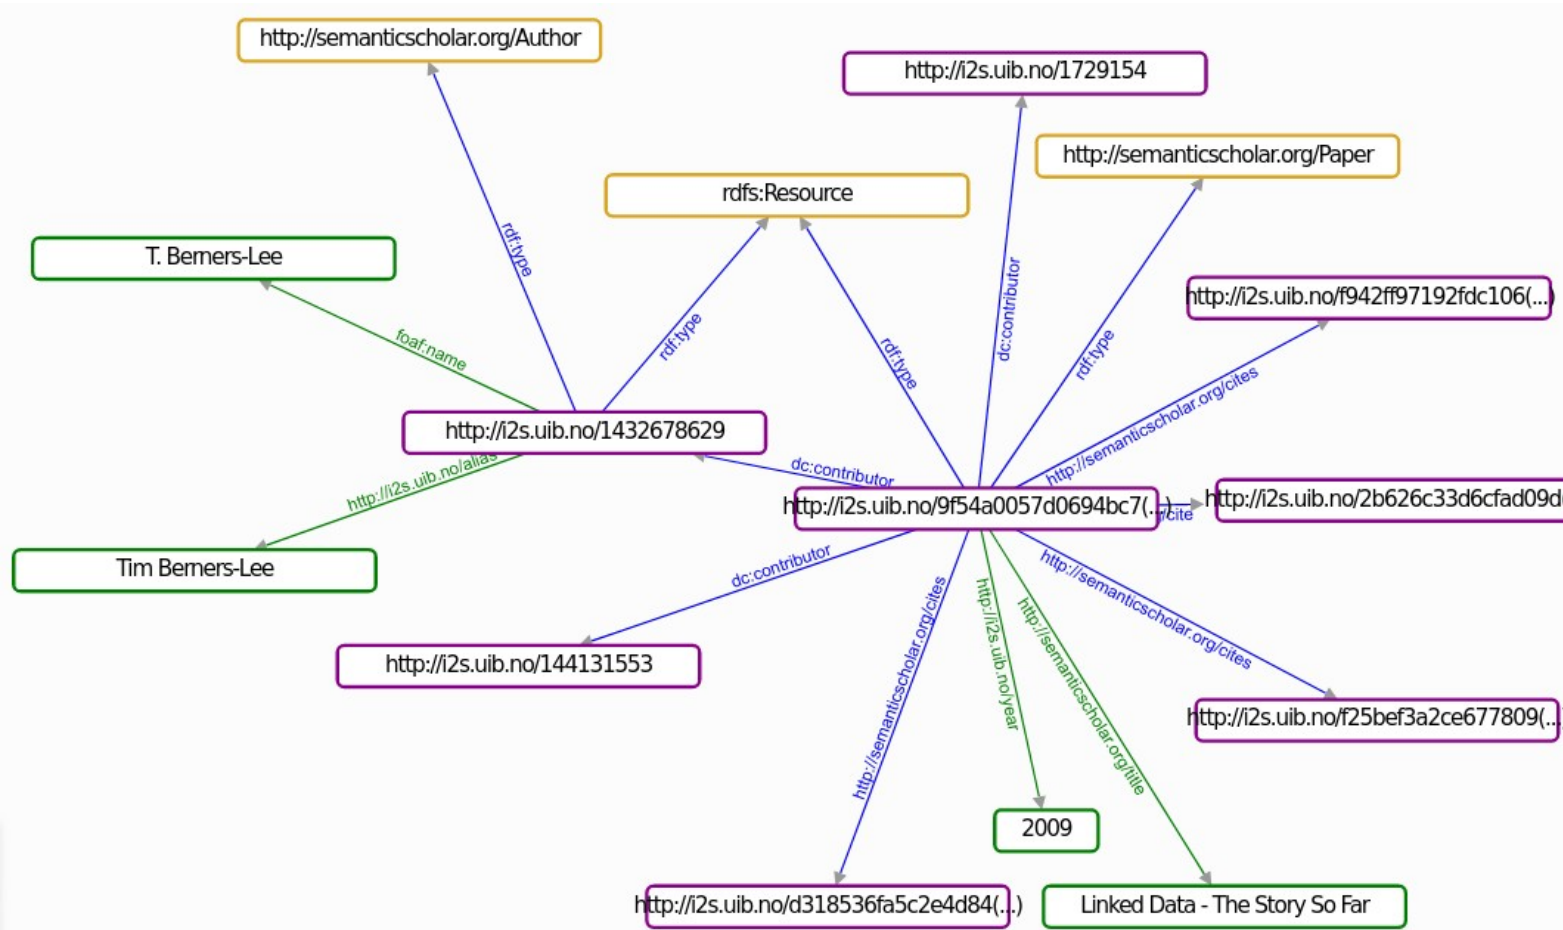 http://semanticscholar.org/Author
http://i2s.uib.no/1729154
http://semanticscholar.org/Paper
rdfs:Resource
rdf:type
T. Berners-Lee
dc:contributor
http://i2s.uib.no/f942ff97192fdc106(...)
foaf:name
rdf:type
rdf:type
rdf:type
http://semanticscholar.org/cites
http://i2s.uib.no/1432678629
http://i2s.uib.no/alias
dc:contributor
http://i2s.uib.no/9f54a0057d0694bc7(...)
/cite
http://i2s.uib.no/2b626c33d6cfad09d
Tim Berners-Lee
dc:contributor
http://semanticscholar.org/cites
http://i2s.uib.no/year
http://semanticscholar.org/title
http://semanticscholar.org/cites
http://i2s.uib.no/144131553
http://i2s.uib.no/f25bef3a2ce677809(...
2009
http://i2s.uib.no/d318536fa5c2e4d84(...)
Linked Data - The Story So Far